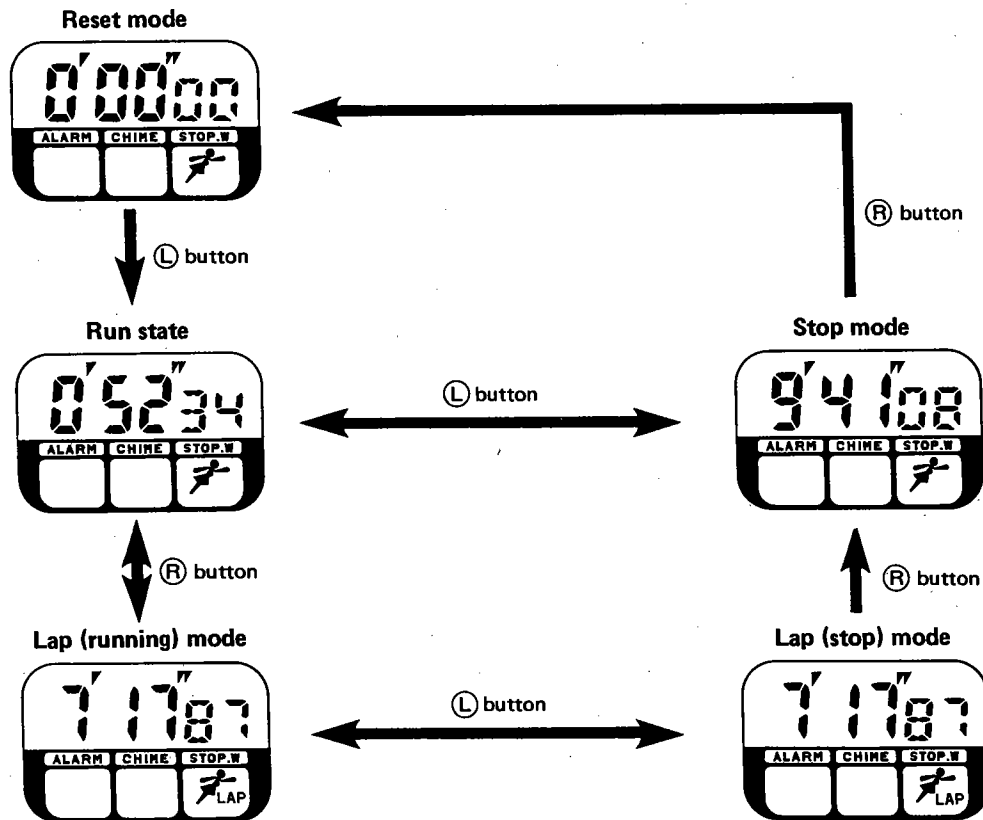 Reset mode
0'00"00
ALARM CHIME STOP.W
Ⓡ button
Ⓛ button
Run state
0'52"34
ALARM CHIME STOP.W
Ⓛ button
Stop mode
9'41"08
ALARM CHIME STOP.W
Ⓡ button
Ⓡ button
Lap (running) mode
7'17"87
ALARM CHIME STOP.W
LAP
Ⓛ button
Lap (stop) mode
7'17"87
ALARM CHIME STOP.W
LAP